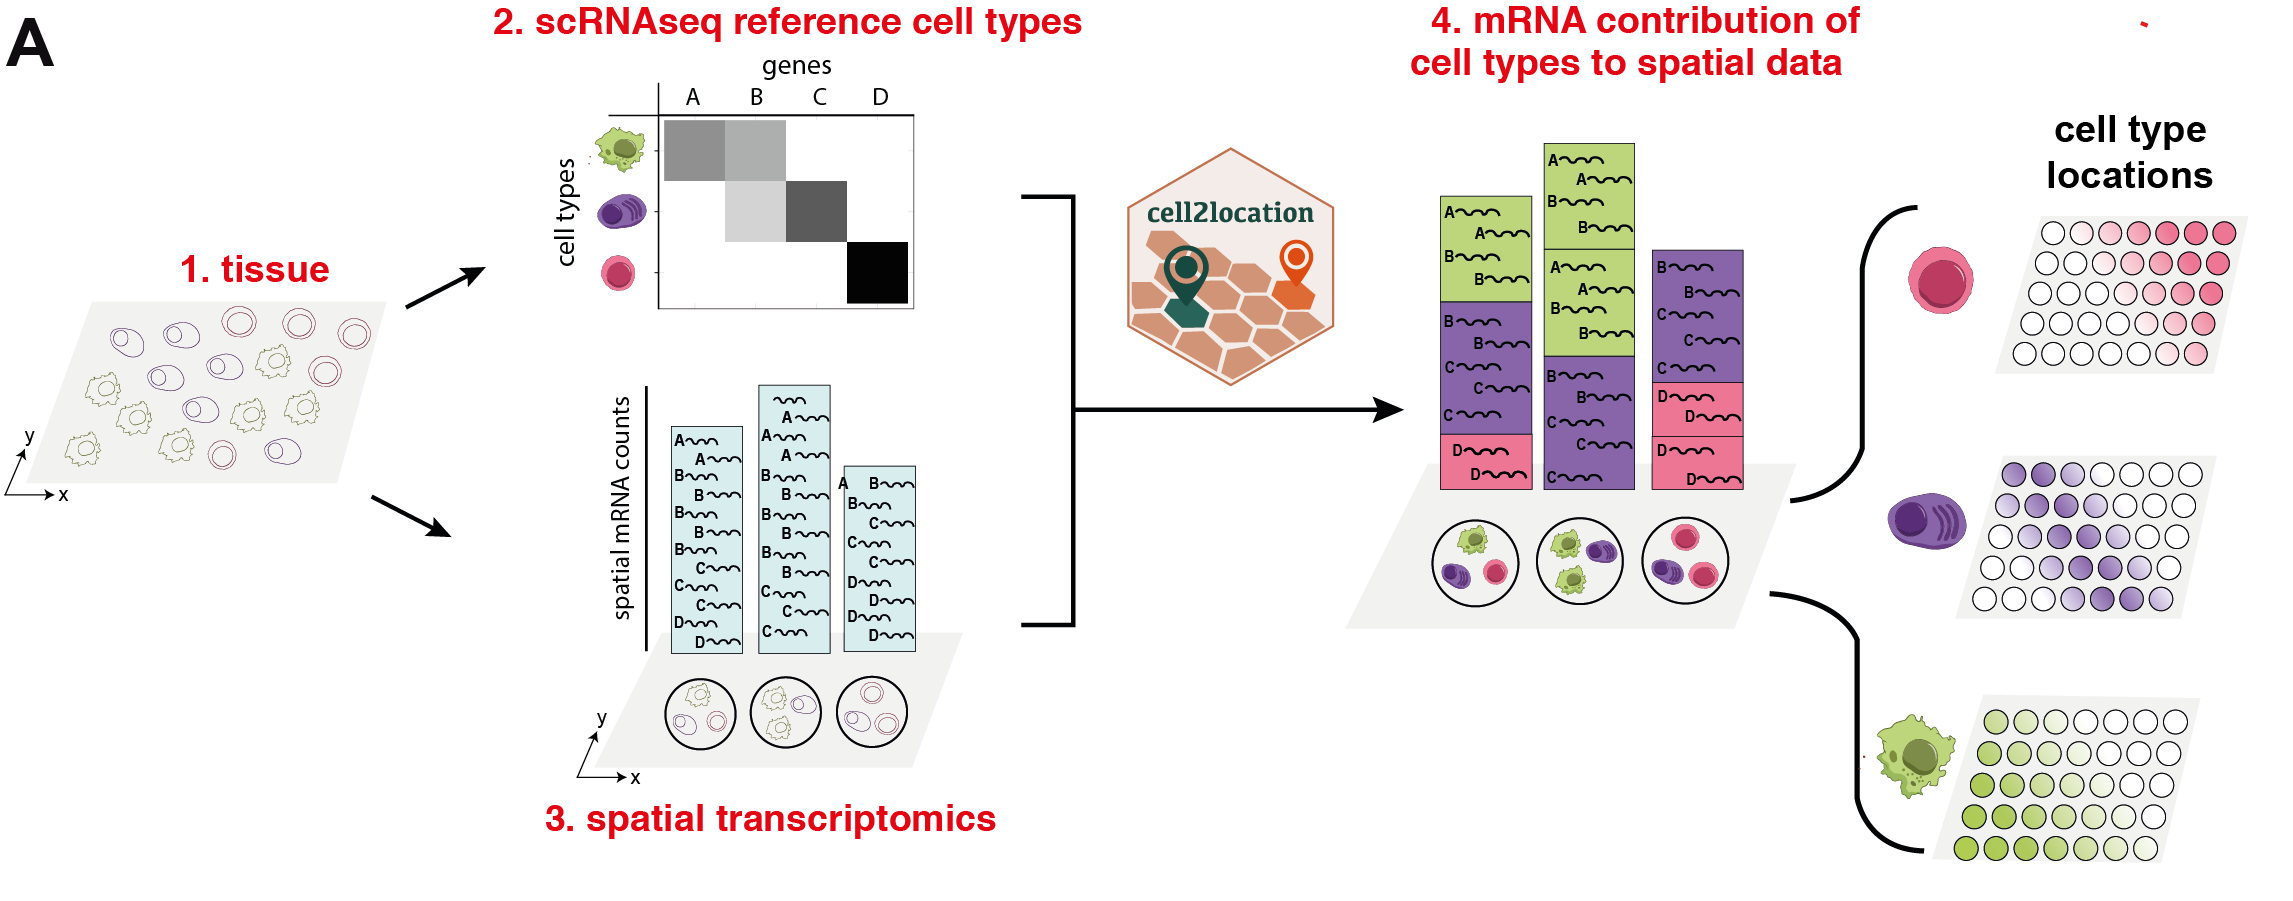 A
1. tissue
y
x
2. scRNAseq reference cell types
genes
A B C D
cell types
spatial mRNA counts
A
A
B
B
B
B
B
C
C
C
D
D
A
A
A
B
B
B
B
B
B
C
C
C
A B
B
C
C
C
D
D
D
D
y
x
3. spatial transcriptomics
cell2location
4. mRNA contribution of
cell types to spatial data
A
A
B
B
B
B
C
C
C
D
D
A
A
B
B
A
A
B
B
B
B
C
C
C
B
B
C
C
C
D
D
D
D
cell type
locations